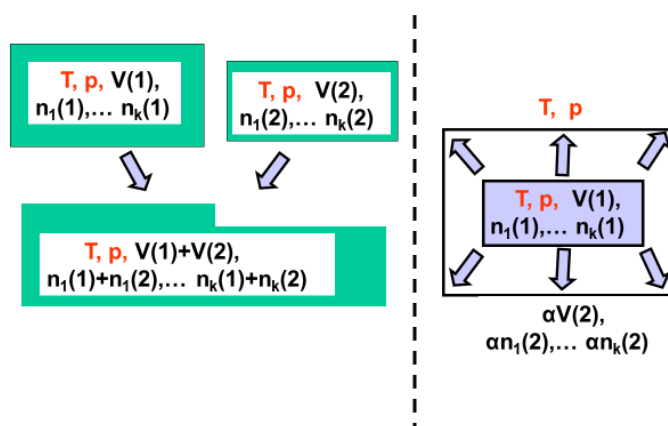 T, p, V(1),
n₁(1),... nₖ(1)
T, p, V(2),
n₁(2),... nₖ(2)
T, p, V(1)+V(2),
n₁(1)+n₁(2),... nₖ(1)+nₖ(2)
T, p
T, p, V(1),
n₁(1),... nₖ(1)
αV(2),
αn₁(2),... αnₖ(2)